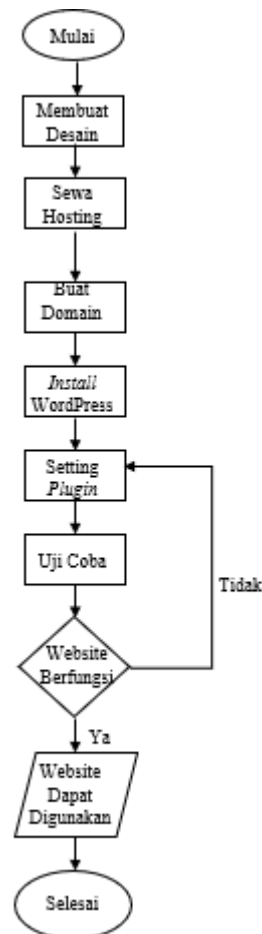 Mulai
Membuat
Desain
Sewa
Hosting
Buat
Domain
Install
WordPress
Setting
Plugin
Uji Coba
Tidak
Website
Berfungsi
Ya
Website
Dapat
Digunakan
Selesai